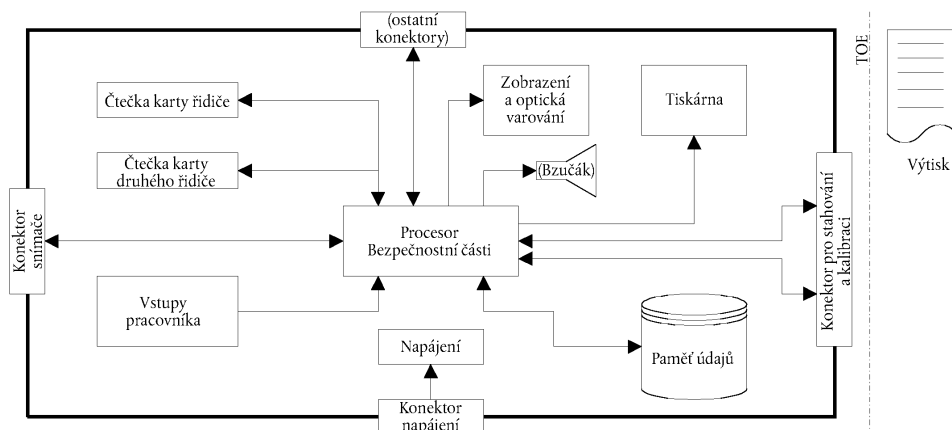 (ostatní
konektory)
TOE
Čtečka karty řidiče
Zobrazení
a optická
varování
Tiskárna
Čtečka karty
druhého řidiče
(Bzučák)
Výtisk
Konektor
snímače
Procesor
Bezpečnostní části
Konektor pro stahování
a kalibraci
Vstupy
pracovníka
Napájení
Paměť údajů
Konektor
napájení